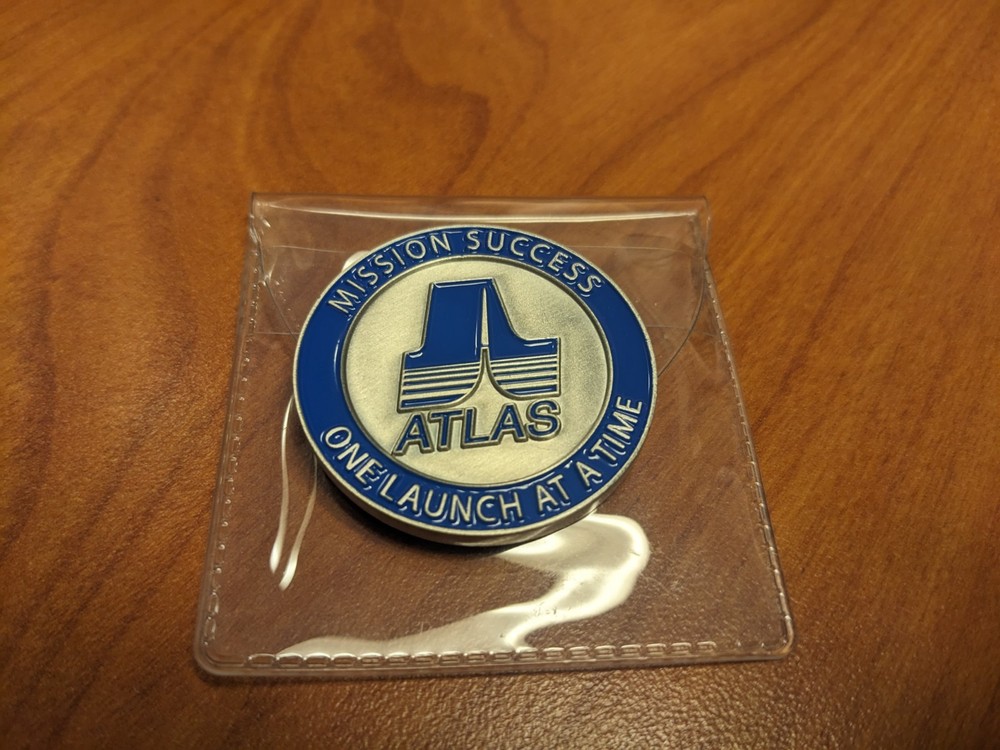 MISSION SUCCESS
ATLAS
ONE LAUNCH AT A TIME